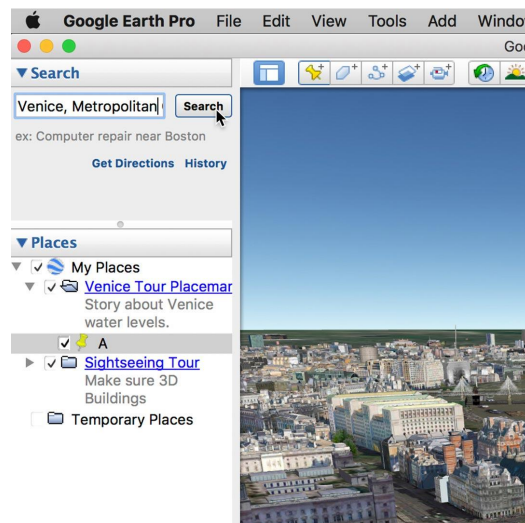 Google Earth Pro File Edit View Tools Add Windo
Goo
Search
Venice, Metropolitan Search
ex: Computer repair near Boston
Get Directions History
Places
My Places
Venice Tour Placemar
Story about Venice
water levels.
A
Sightseeing Tour
Make sure 3D
Buildings
Temporary Places